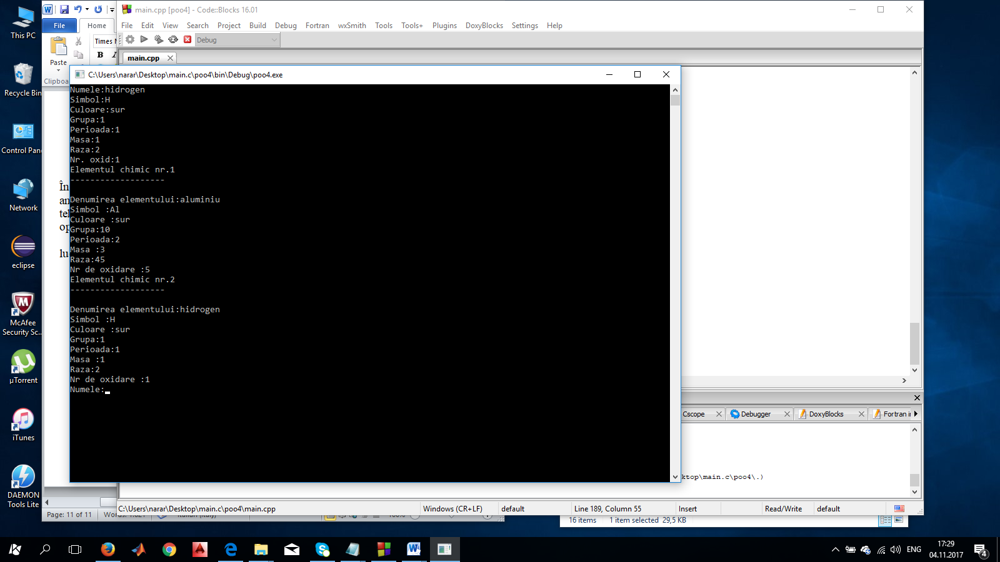 This PC
Recycle Bin
Control Pan
Network
eclipse
McAfee
Security Sc...
µTorrent
iTunes
DAEMON
Tools Lite
File
Home
Times N
Paste
B I
Clipboa
În
an
tel
op
lu
Page: 11 of 11
main.cpp [poo4] - Code::Blocks 16.01
File Edit View Search Project Build Debug Fortran wxSmith Tools Tools+ Plugins DoxyBlocks Settings Help
Debug
main.cpp
C:\Users\narar\Desktop\main.c\poo4\bin\Debug\poo4.exe
Numele:hidrogen
Simbol:H
Culoare:sur
Grupa:1
Perioada:1
Masa:1
Raza:2
Nr. oxid:1
Elementul chimic nr.1
-------------------
Denumirea elementului:aluminiu
Simbol :Al
Culoare :sur
Grupa:10
Perioada:2
Masa :3
Raza:45
Nr de oxidare :5
Elementul chimic nr.2
-------------------
Denumirea elementului:hidrogen
Simbol :H
Culoare :sur
Grupa:1
Perioada:1
Masa :1
Raza:2
Nr de oxidare :1
Numele:
Cscope Debugger DoxyBlocks Fortran i
ktop\main.c\poo4\.)
C:\Users\narar\Desktop\main.c\poo4\main.cpp Windows (CR+LF) default Line 189, Column 55 Insert Read/Write default
16 items 1 item selected 29,5 KB
ENG
17:29
04.11.2017
4